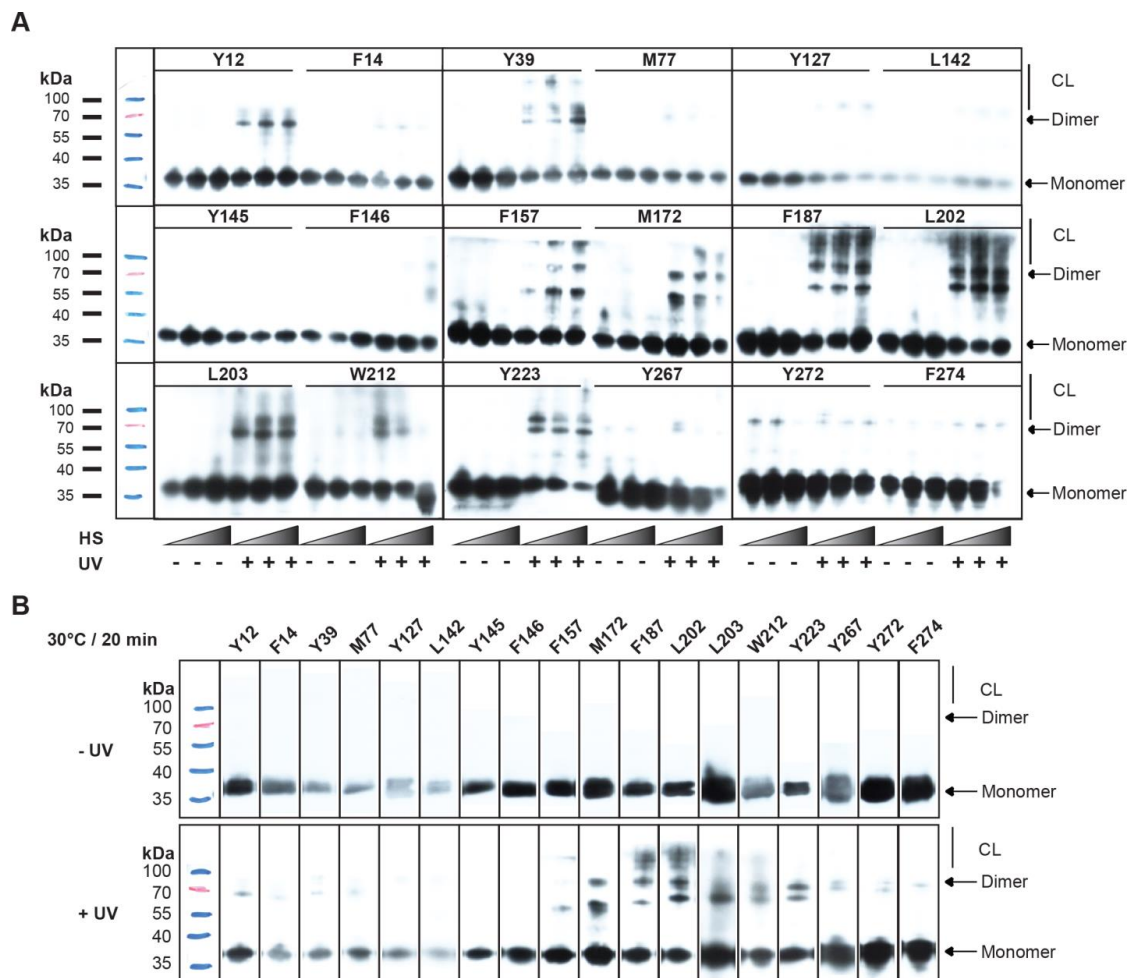 A
Y12 F14 Y39 M77 Y127 L142
kDa
100
70
55
40
35
CL
Dimer
Monomer
Y145 F146 F157 M172 F187 L202
kDa
100
70
55
40
35
CL
Dimer
Monomer
L203 W212 Y223 Y267 Y272 F274
kDa
100
70
55
40
35
CL
Dimer
Monomer
HS
UV - - - + + + - - - + + + - - - + + + - - - + + + - - - + + + - - - + + +
B
30°C / 20 min Y12 F14 Y39 M77 Y127 L142 Y145 F146 F157 M172 F187 L202 L203 W212 Y223 Y267 Y272 F274
kDa
100
70
55
40
35
- UV
CL
Dimer
Monomer
kDa
100
70
55
40
35
+ UV
CL
Dimer
Monomer